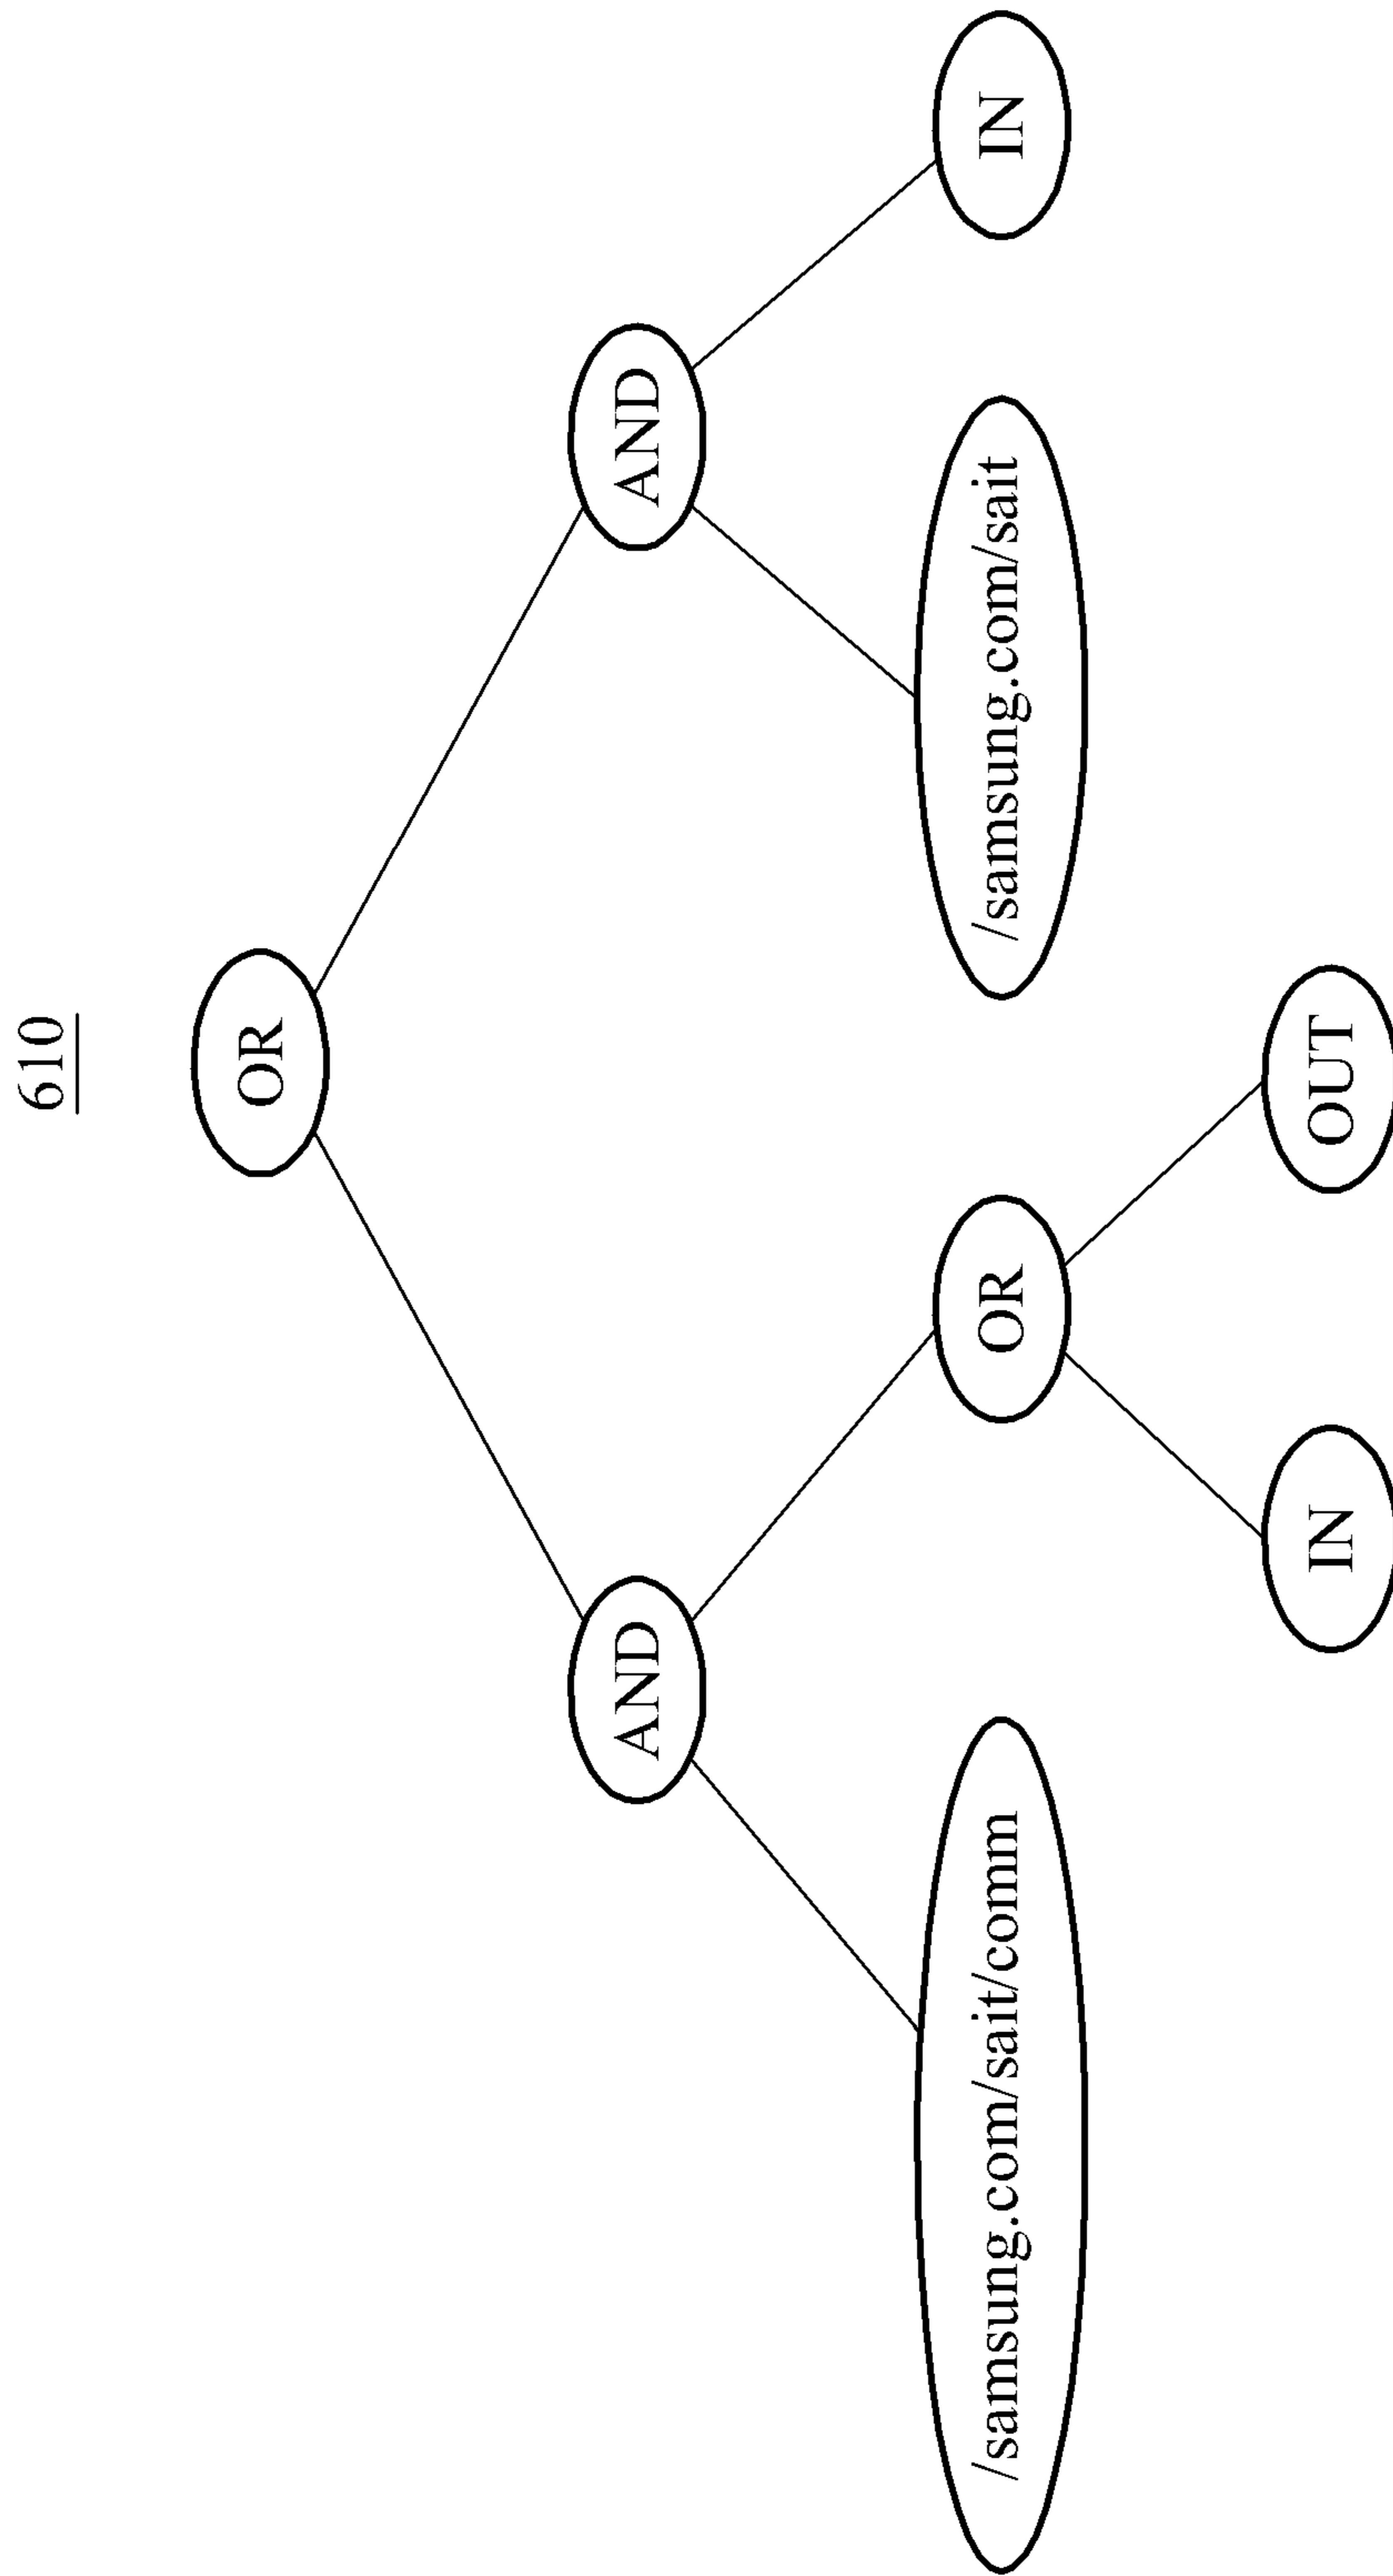 610
OR
AND
AND
/samsung.com/sait/comm
OR
/samsung.com/sait
IN
IN
OUT